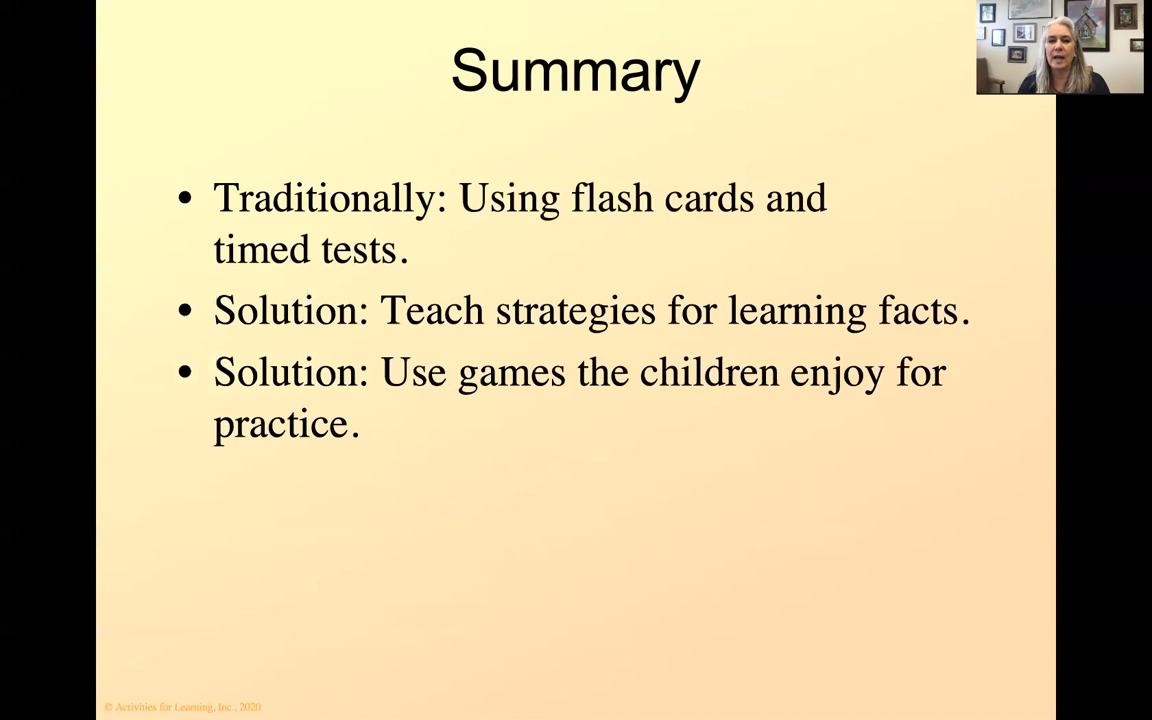 Summary
• Traditionally: Using flash cards and
timed tests.
• Solution: Teach strategies for learning facts.
• Solution: Use games the children enjoy for
practice.
© Activities for Learning, Inc., 2020